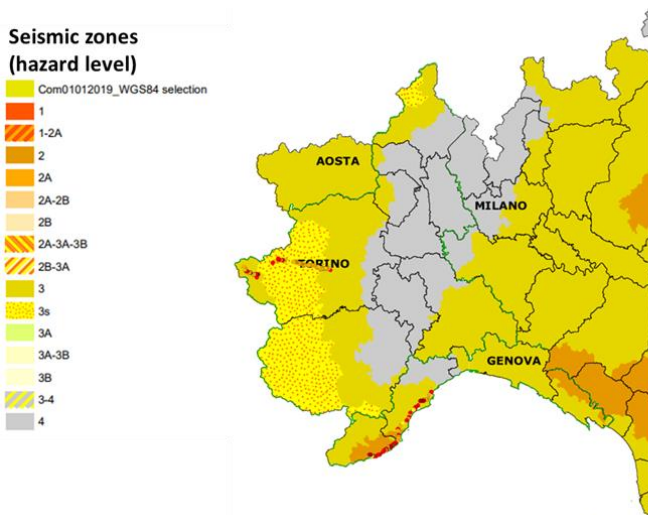 Seismic zones
(hazard level)
Com01012019_WGS84 selection
1
1-2A
2
2A
2A-2B
2B
2A-3A-3B
2B-3A
3
3s
3A
3A-3B
3B
3-4
4
AOSTA
MILANO
TORINO
GENOVA